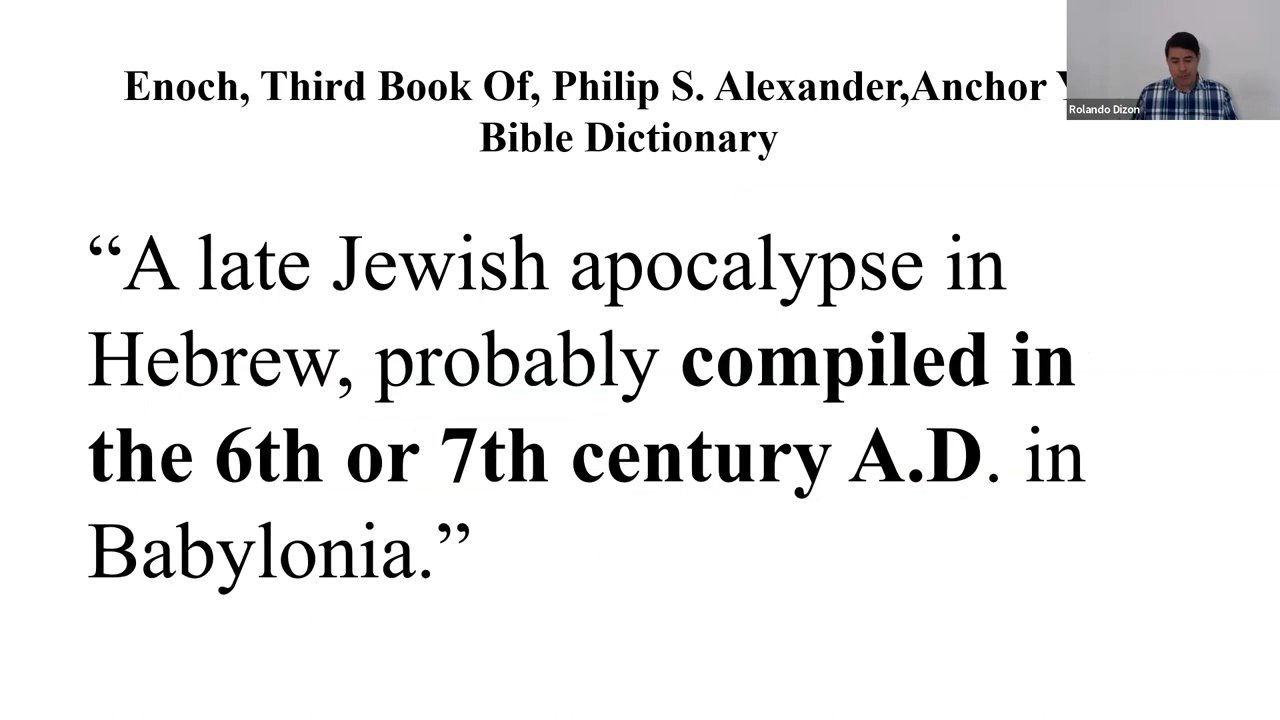 Enoch, Third Book Of, Philip S. Alexander,Anchor
Bible Dictionary
Rolando Dizon
“A late Jewish apocalypse in
Hebrew, probably compiled in
the 6th or 7th century A.D. in
Babylonia.”